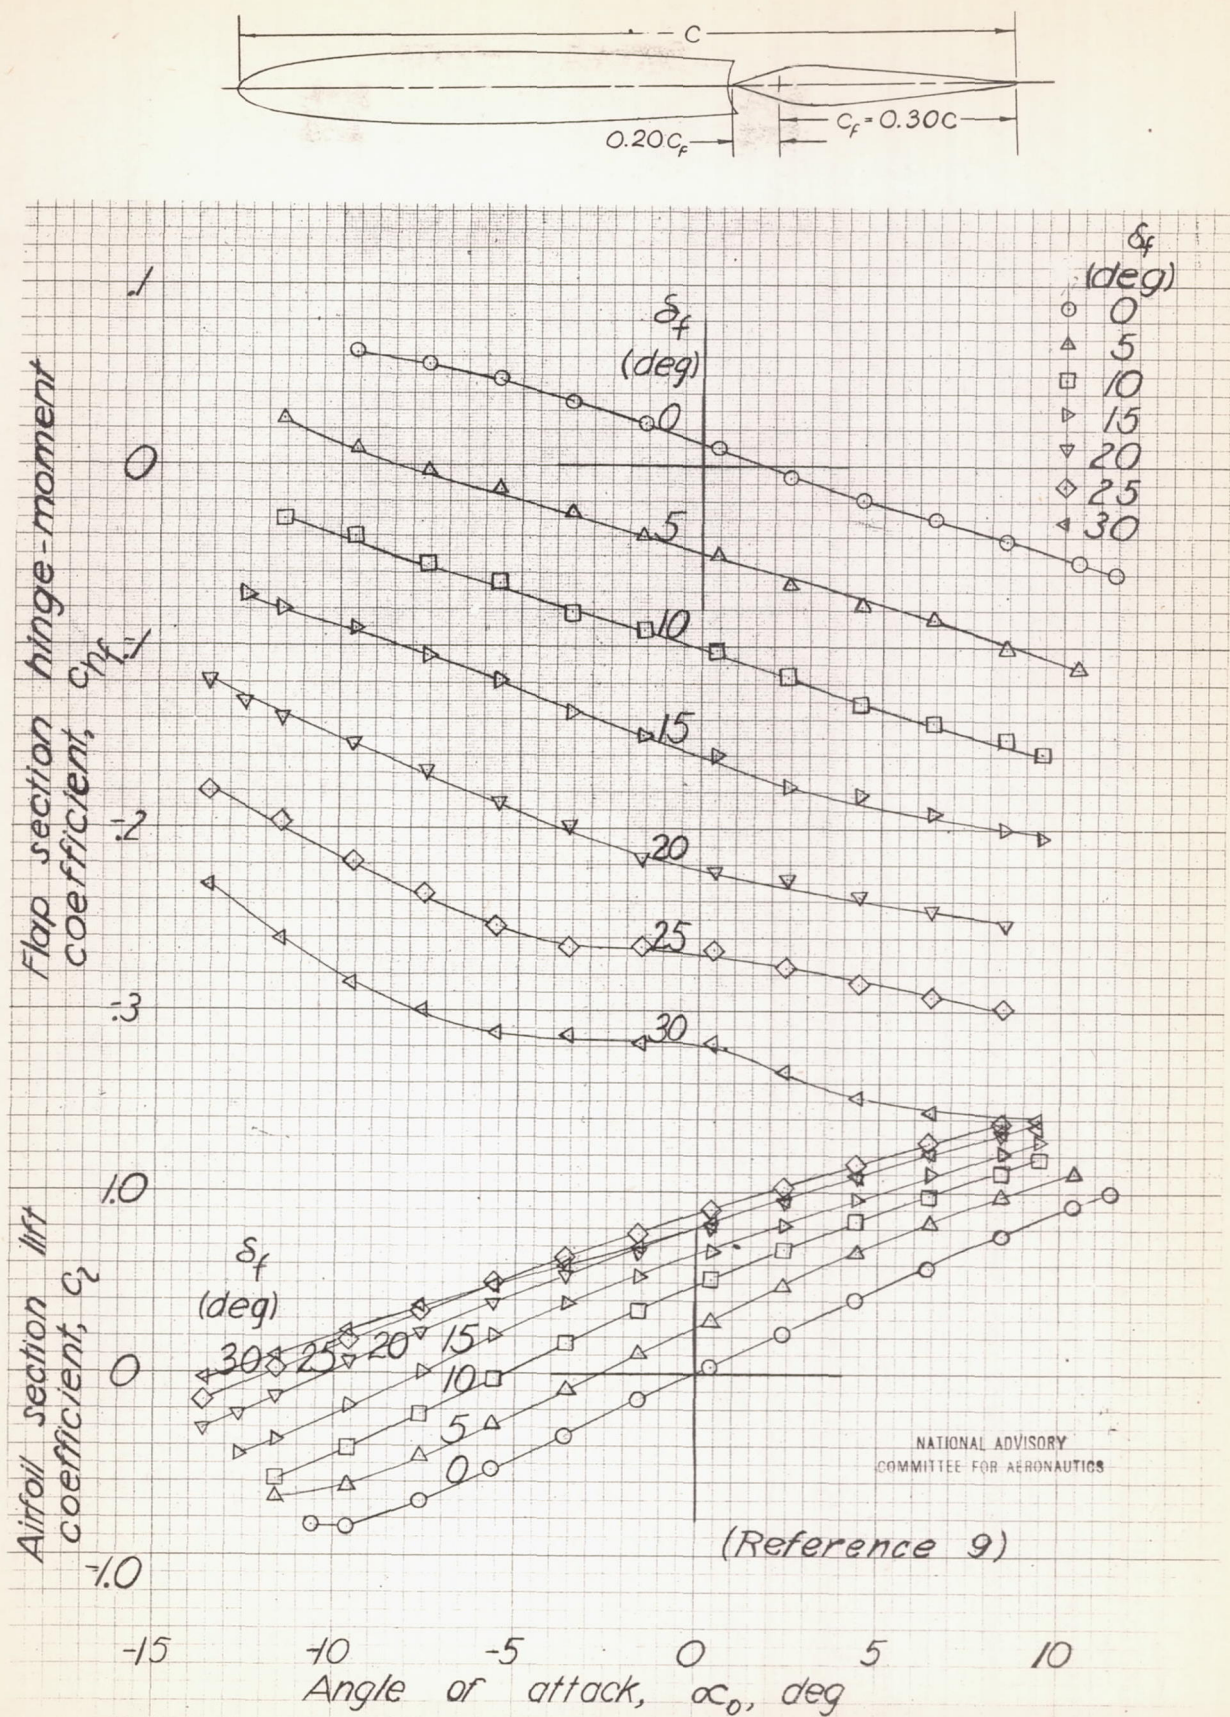 C
0.20C_f
C_f = 0.30C
δ_f
(deg)
0
5
10
15
20
25
30
δ_f
(deg)
.1
0
-.1
-.2
-.3
Flap section hinge-moment
coefficient, c_hf
0
5
10
15
20
25
30
1.0
0
-1.0
Airfoil section lift
coefficient, c_l
δ_f
(deg)
30 25 20 15
10
5
0
NATIONAL ADVISORY
COMMITTEE FOR AERONAUTICS
(Reference 9)
-15 -10 -5 0 5 10
Angle of attack, α₀, deg